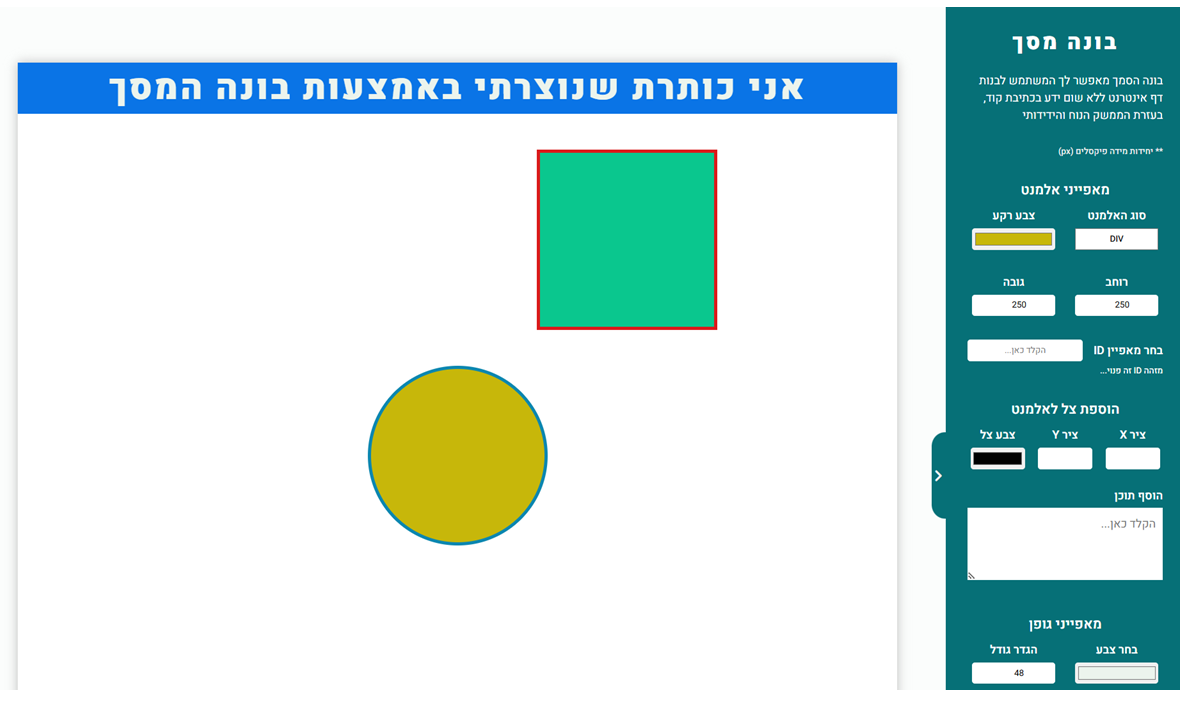 בונה מסך
בונה הסמך מאפשר לך המשתמש לבנות
דף אינטרנט ללא שום ידע בכתיבת קוד,
בעזרת הממשק הנוח והידידותי
** יחידות מידה פיקסלים (px)
מאפייני אלמנט
סוג האלמנט צבע רקע
DIV
רוחב גובה
250 250
בחר מאפיין ID הקלד כאן...
מזהה ID זה פנוי...
הוספת צל לאלמנט
ציר X ציר Y צבע צל
הוסף תוכן
הקלד כאן...
מאפייני גופן
בחר צבע הגדר גודל
48
אני כותרת שנוצרתי באמצעות בונה המסך